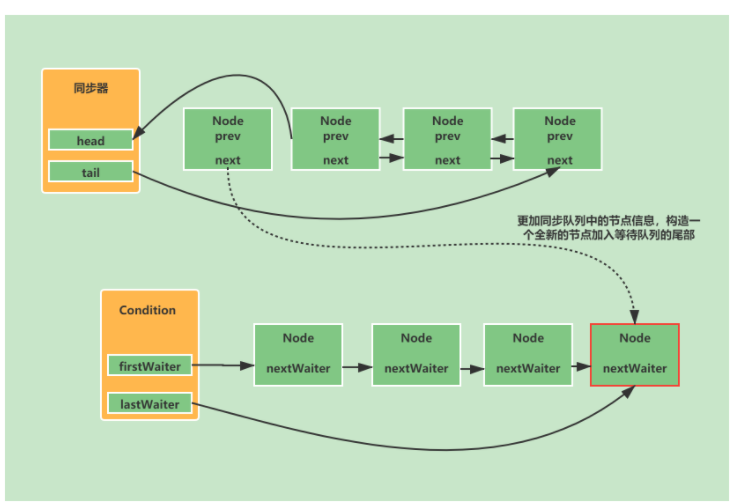 同步器
head
tail
Node
prev
next
Node
prev
next
Node
prev
next
Node
prev
next
更加同步队列中的节点信息，构造一
个全新的节点加入等待队列的尾部
Condition
firstWaiter
lastWaiter
Node
nextWaiter
Node
nextWaiter
Node
nextWaiter
Node
nextWaiter